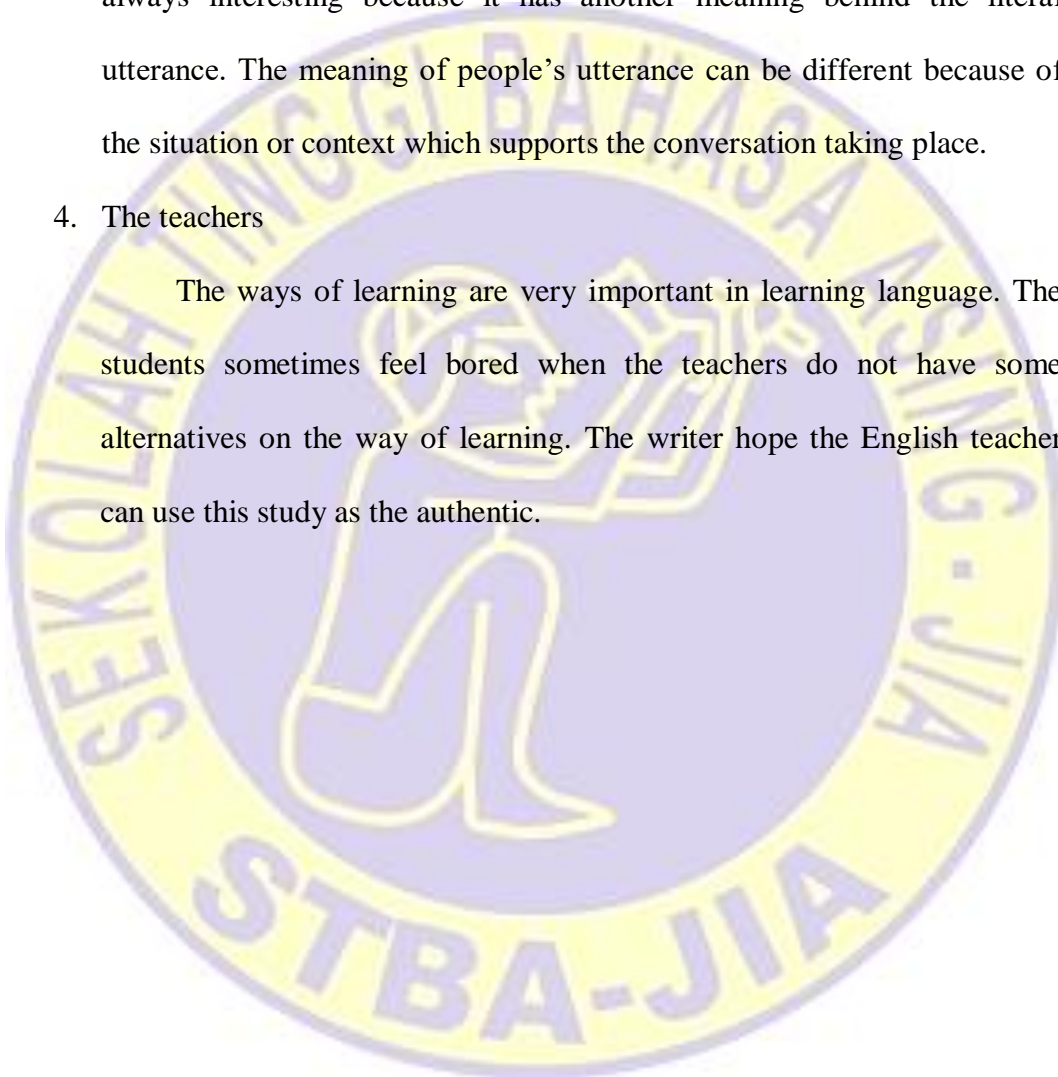 always interesting because it has another meaning behind the literal
utterance. The meaning of people’s utterance can be different because of
the situation or context which supports the conversation taking place.
4. The teachers
The ways of learning are very important in learning language. The
students sometimes feel bored when the teachers do not have some
alternatives on the way of learning. The writer hope the English teacher
can use this study as the authentic.
SEKOLAH TINGGI BAHASA ASING - JIA
STBA-JIA